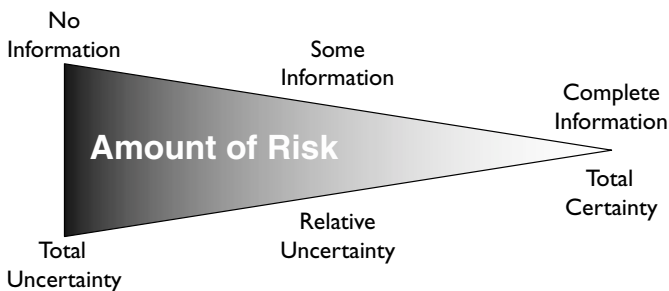 No
Information
Some
Information
Complete
Information
Amount of Risk
Total
Certainty
Relative
Uncertainty
Total
Uncertainty